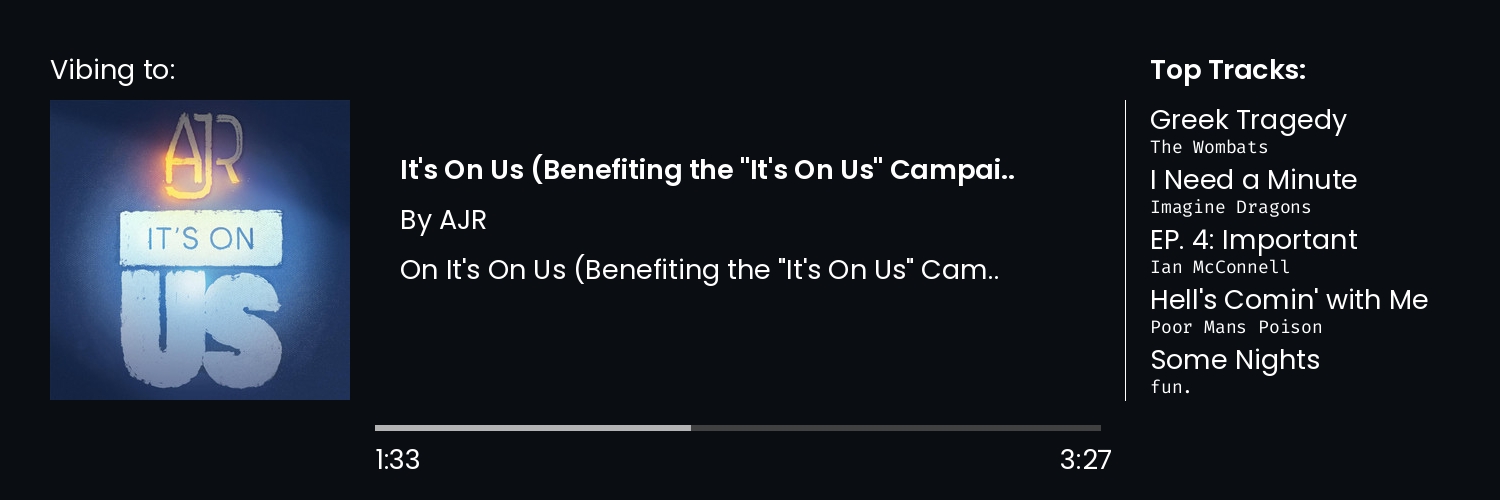 Vibing to:
AJR
IT'S ON
US
It's On Us (Benefiting the "It's On Us" Campai..
By AJR
On It's On Us (Benefiting the "It's On Us" Cam..
1:33
3:27
Top Tracks:
Greek Tragedy
The Wombats
I Need a Minute
Imagine Dragons
EP. 4: Important
Ian McConnell
Hell's Comin' with Me
Poor Mans Poison
Some Nights
fun.